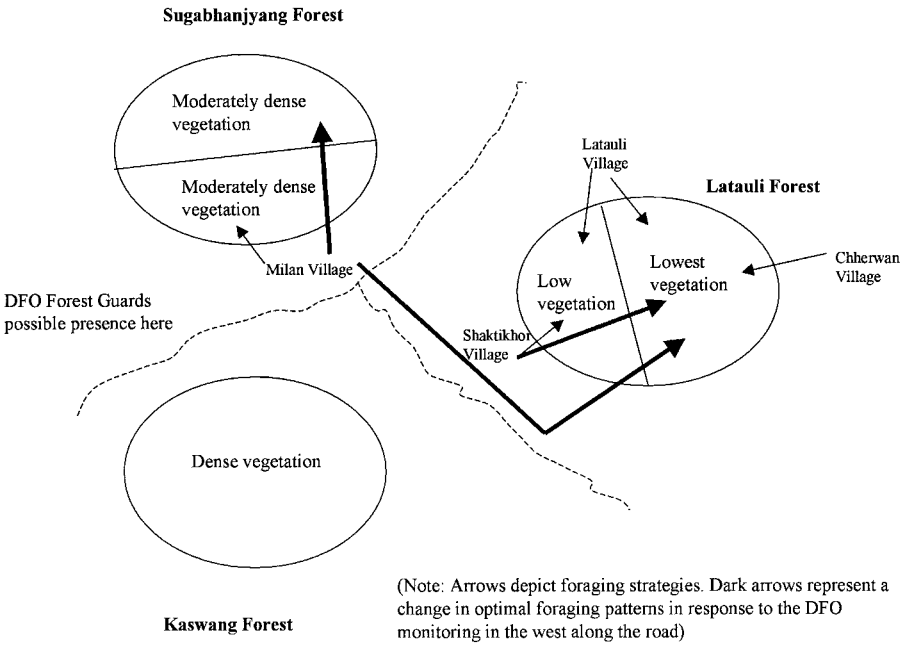 Sugabhanjyang Forest
Moderately dense
vegetation
Moderately dense
vegetation
Milan Village
Latauli
Village
Latauli Forest
Chherwan
Village
Lowest
vegetation
Low
vegetation
Shaktikhor
Village
DFO Forest Guards
possible presence here
Dense vegetation
Kaswang Forest
(Note: Arrows depict foraging strategies. Dark arrows represent a
change in optimal foraging patterns in response to the DFO
monitoring in the west along the road)